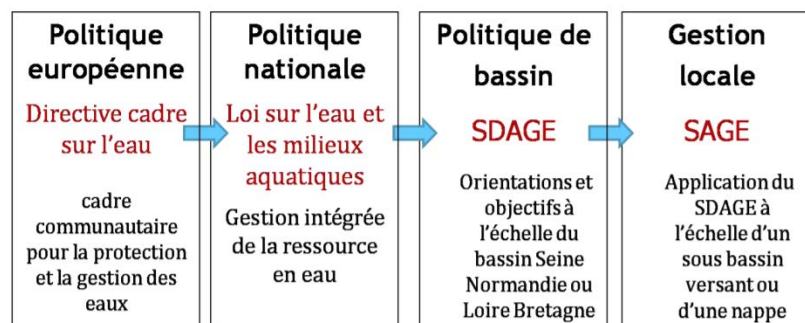 Politique
européenne
Directive cadre
sur l'eau
cadre
communautaire
pour la protection
et la gestion des
eaux
Politique
nationale
Loi sur l'eau et
les milieux
aquatiques
Gestion intégrée
de la ressource
en eau
Politique de
bassin
SDAGE
Orientations et
objectifs à
l'échelle du
bassin Seine
Normandie ou
Loire Bretagne
Gestion
locale
SAGE
Application du
SDAGE à
l'échelle d'un
sous bassin
versant ou
d'une nappe